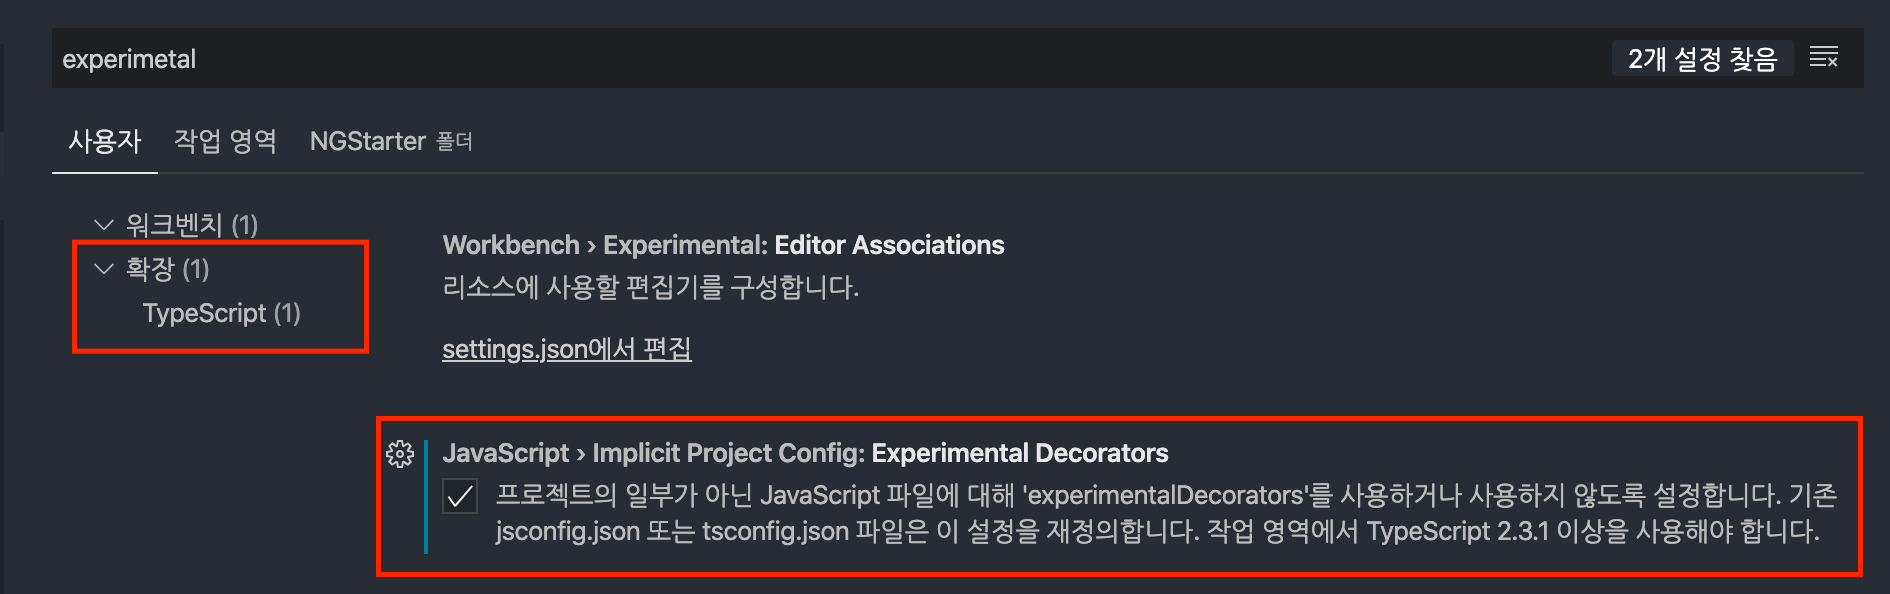 experimetal
2개 설정 찾음
사용자 작업 영역 NGStarter 폴더
워크벤치 (1)
확장 (1)
TypeScript (1)
Workbench › Experimental: Editor Associations
리소스에 사용할 편집기를 구성합니다.
settings.json에서 편집
JavaScript › Implicit Project Config: Experimental Decorators
프로젝트의 일부가 아닌 JavaScript 파일에 대해 'experimentalDecorators'를 사용하거나 사용하지 않도록 설정합니다. 기존
jsconfig.json 또는 tsconfig.json 파일은 이 설정을 재정의합니다. 작업 영역에서 TypeScript 2.3.1 이상을 사용해야 합니다.